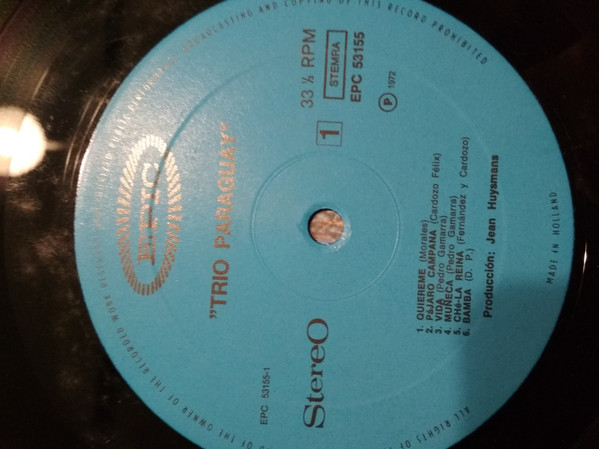 EPIC
"TRIO PARAGUAY"
33 ⅓ RPM
STEMRA
EPC 53155
1
℗ 1972
Stereo
EPC 53155-1
1. QUIEREME (Morales)
2. PáJARO CAMPANA (Cardozo Félix)
3. VIDA (Pedro Gamarra)
4. MUÑECA (Pedro Gamarra)
5. CHé-LA REINA (Fernández y Cardozo)
6. BAMBA (D. P.)
Producción: Jean Huysmans
MADE IN HOLLAND
ALL RIGHTS OF
OF THE OWNER OF THE RECORDED WORK
BROADCASTING AND COPYING OF THIS RECORD PROHIBITED